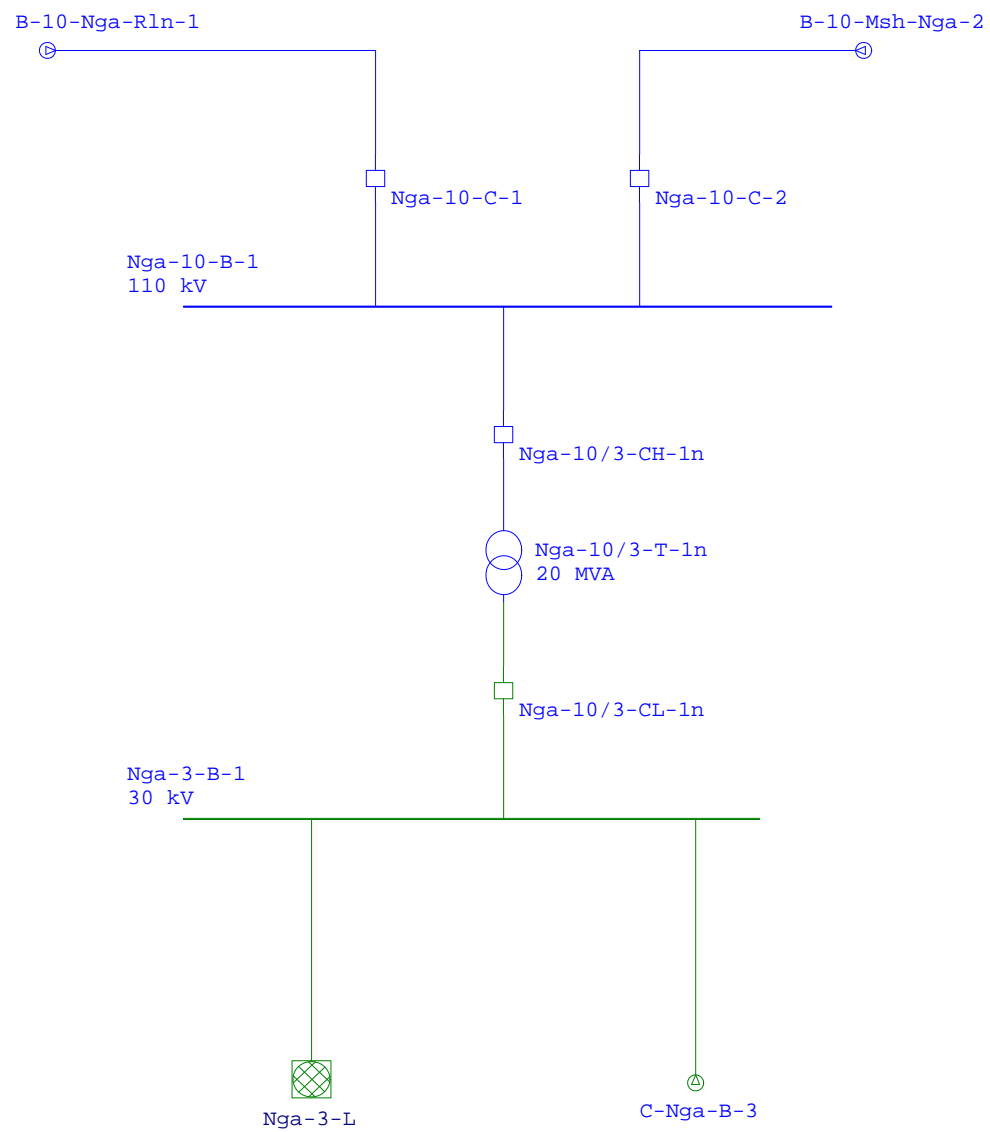 B-10-Nga-Rln-1
B-10-Msh-Nga-2
Nga-10-C-1
Nga-10-C-2
Nga-10-B-1
110 kV
Nga-10/3-CH-1n
Nga-10/3-T-1n
20 MVA
Nga-10/3-CL-1n
Nga-3-B-1
30 kV
C-Nga-B-3
Nga-3-L